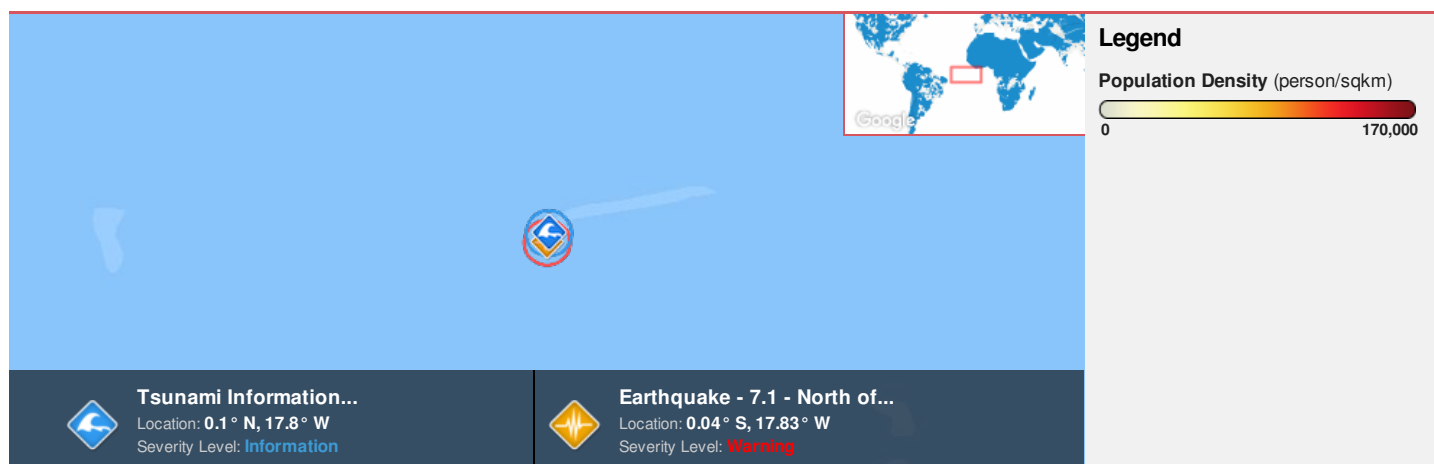 Google
Legend
Population Density (person/sqkm)
0 170,000
Tsunami Information...
Location: 0.1° N, 17.8° W
Severity Level: Information
Earthquake - 7.1 - North of...
Location: 0.04° S, 17.83° W
Severity Level: Warning